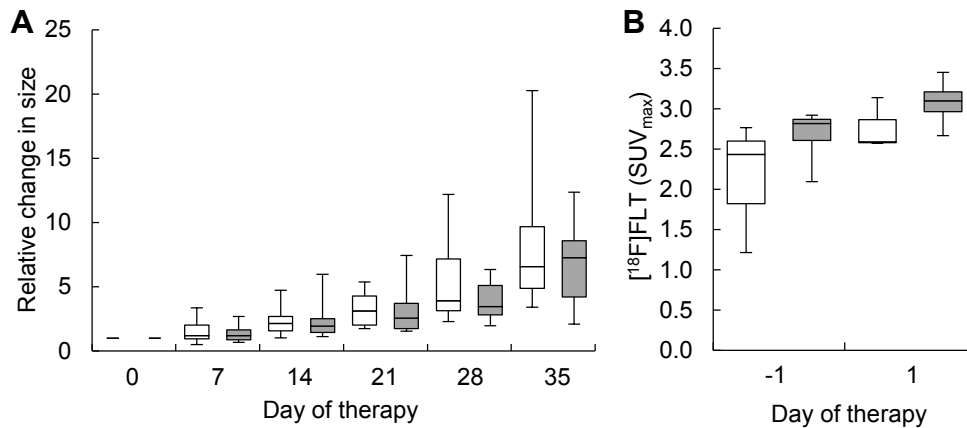 A
Relative change in size
25
20
15
10
5
0
0 7 14 21 28 35
Day of therapy
B
[¹⁸F]FLT (SUVmax)
4.0
3.5
3.0
2.5
2.0
1.5
1.0
0.5
0.0
-1 1
Day of therapy